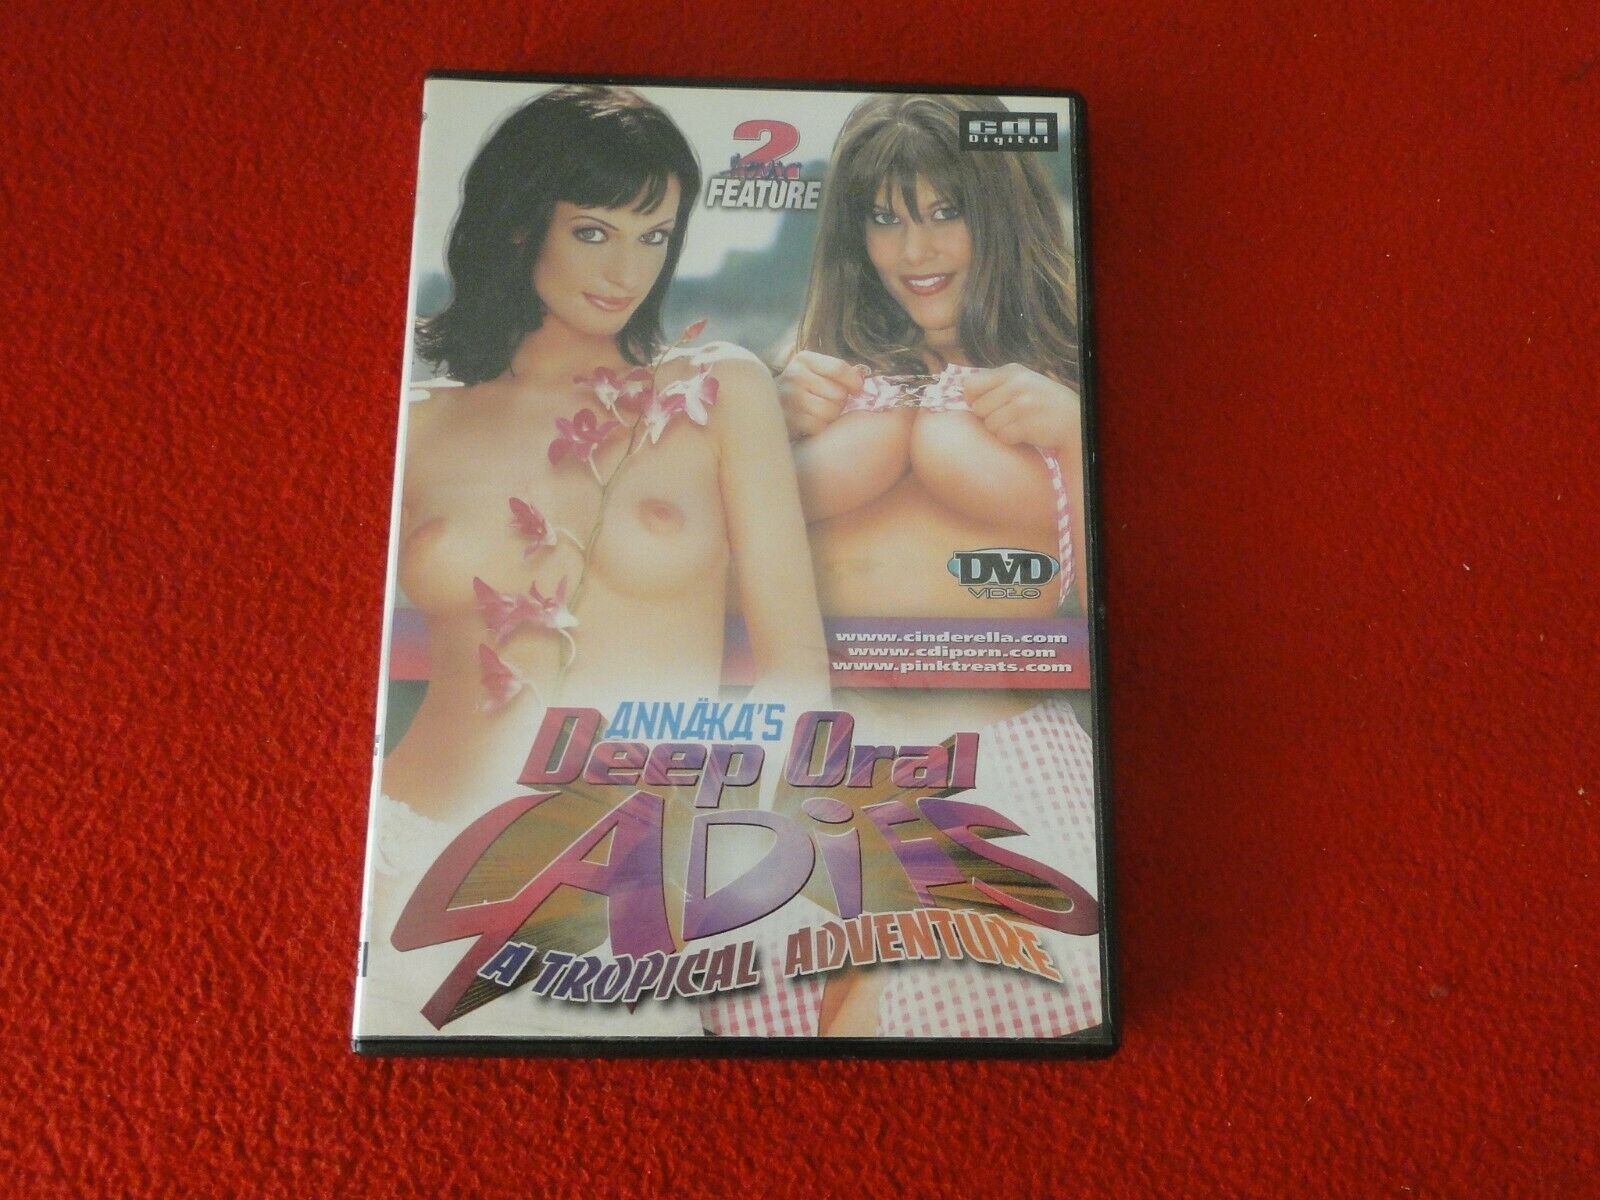 cdi
Digital
2
FEATURE
DVD
VIDEO
www.cinderella.com
www.cdiporn.com
www.pinktreats.com
ANNÄKA'S
Deep Oral
LADiES
A TROPICAL ADVENTURE